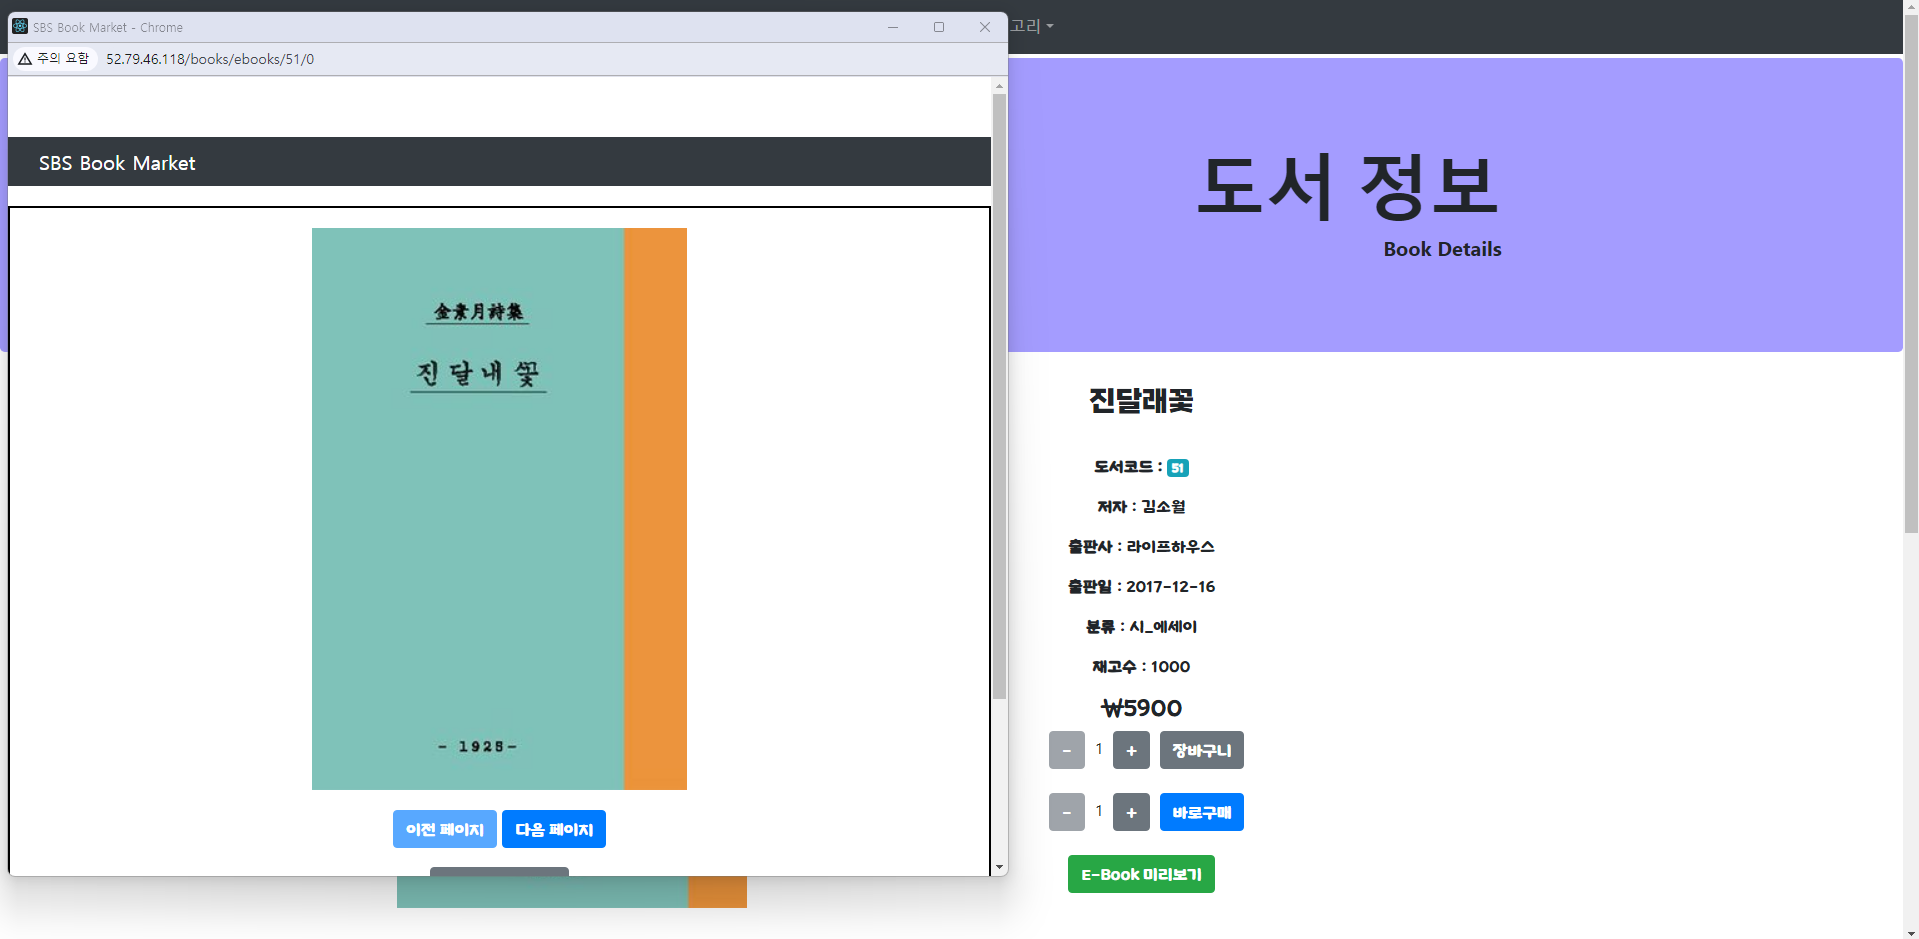 SBS Book Market - Chrome
주의 요함 52.79.46.118/books/ebooks/51/0
SBS Book Market
金素月詩集
진달내꽃
- 1925-
이전 페이지 다음 페이지
고리
도서 정보
Book Details
진달래꽃
도서코드 : 51
저자 : 김소월
출판사 : 라이프하우스
출판일 : 2017-12-16
분류 : 시_에세이
재고수 : 1000
₩5900
- 1 + 장바구니
- 1 + 바로구매
E-Book 미리보기